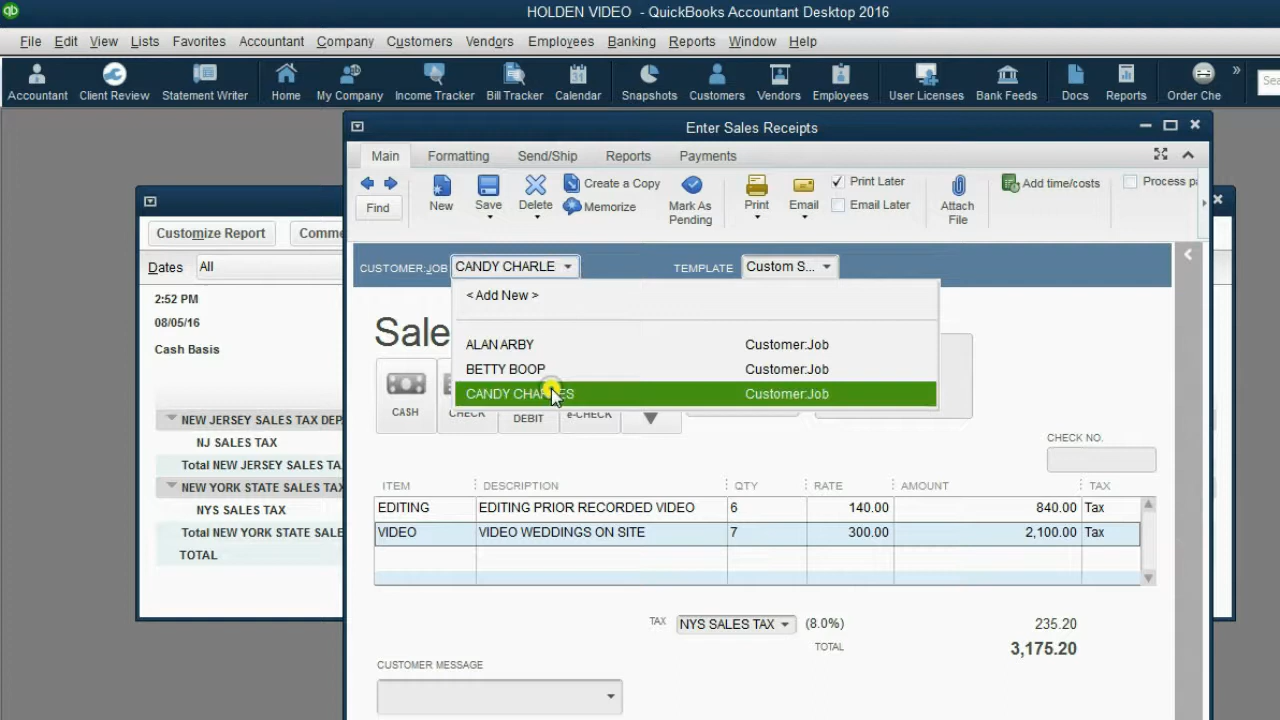 HOLDEN VIDEO - QuickBooks Accountant Desktop 2016
File Edit View Lists Favorites Accountant Company Customers Vendors Employees Banking Reports Window Help
Accountant Client Review Statement Writer Home My Company Income Tracker Bill Tracker Calendar Snapshots Customers Vendors Employees User Licenses Bank Feeds Docs Reports Order Che » Sea
Enter Sales Receipts
Main Formatting Send/Ship Reports Payments
Find New Save Delete Create a Copy Memorize Mark As Pending Print Email Print Later Email Later Attach File Add time/costs Process pa
Customize Report Comme
Dates All
2:52 PM
08/05/16
Cash Basis
NEW JERSEY SALES TAX DEP
NJ SALES TAX
Total NEW JERSEY SALES TA
NEW YORK STATE SALES TAX
NYS SALES TAX
Total NEW YORK STATE SALE
TOTAL
CUSTOMER:JOB CANDY CHARLE TEMPLATE Custom S...
< Add New >
ALAN ARBY Customer:Job
BETTY BOOP Customer:Job
CANDY CHARLES Customer:Job
Sale
CASH CHECK DEBIT e-CHECK
CHECK NO.
ITEM DESCRIPTION QTY RATE AMOUNT TAX
EDITING EDITING PRIOR RECORDED VIDEO 6 140.00 840.00 Tax
VIDEO VIDEO WEDDINGS ON SITE 7 300.00 2,100.00 Tax
TAX NYS SALES TAX (8.0%) 235.20
TOTAL 3,175.20
CUSTOMER MESSAGE